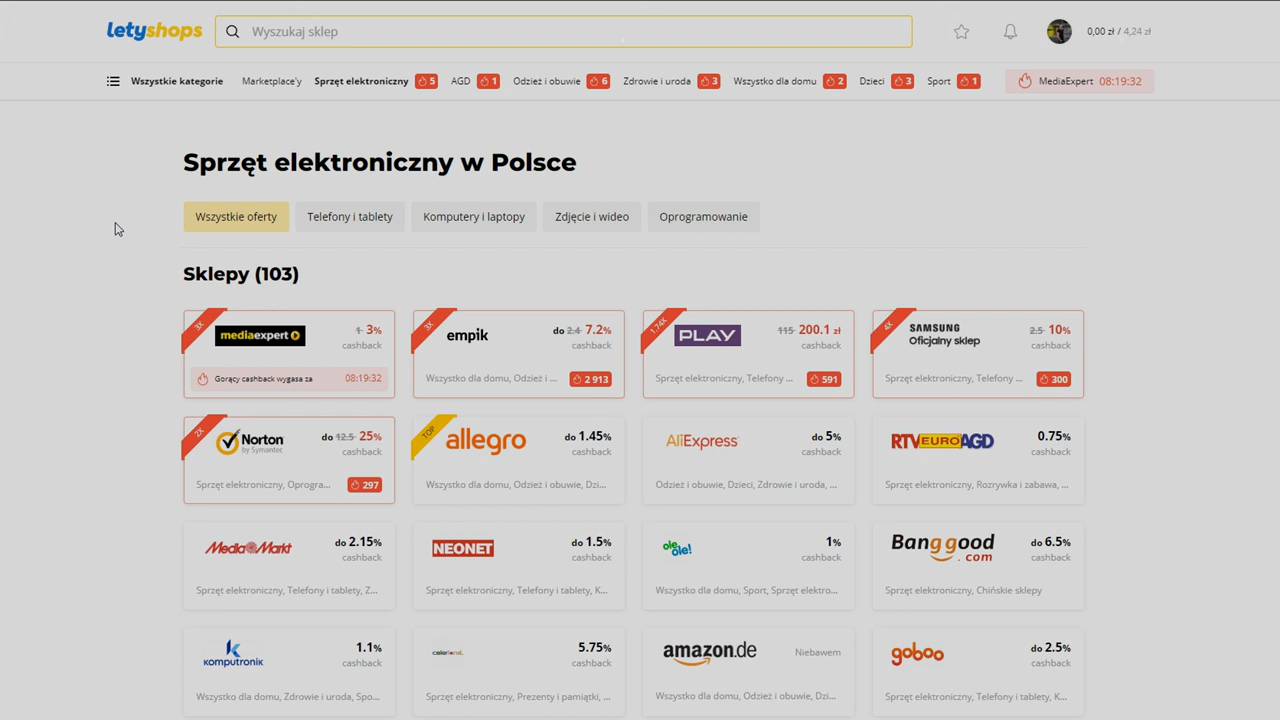 letyshops
Wyszukaj sklep
0,00 zł / 4,24 zł
Wszystkie kategorie Marketplace'y Sprzęt elektroniczny 5 AGD 1 Odzież i obuwie 6 Zdrowie i uroda 3 Wszystko dla domu 2 Dzieci 3 Sport 1 MediaExpert 08:19:32
Sprzęt elektroniczny w Polsce
Wszystkie oferty Telefony i tablety Komputery i laptopy Zdjęcie i wideo Oprogramowanie
Sklepy (103)
3X mediaexpert 1 3%
cashback
Gorący cashback wygasa za 08:19:32
3X empik do 2.4 7.2%
cashback
Wszystko dla domu, Odzież i ... 2 913
1.74X PLAY 115 200.1 zł
cashback
Sprzęt elektroniczny, Telefony ... 591
4X SAMSUNG
Oficjalny sklep
2.5 10%
cashback
Sprzęt elektroniczny, Telefony ... 300
2X Norton
by Symantec
do 12.5 25%
cashback
Sprzęt elektroniczny, Oprogra... 297
TOP allegro do 1.45%
cashback
Wszystko dla domu, Odzież i obuwie, Dzi...
AliExpress do 5%
cashback
Odzież i obuwie, Dzieci, Zdrowie i uroda, ...
RTV EURO AGD 0.75%
cashback
Sprzęt elektroniczny, Rozrywka i zabawa, ...
Media Markt do 2.15%
cashback
Sprzęt elektroniczny, Telefony i tablety, Z...
NEONET do 1.5%
cashback
Sprzęt elektroniczny, Telefony i tablety, K...
ole ole! 1%
cashback
Wszystko dla domu, Sport, Sprzęt elektro...
Banggood
.com
do 6.5%
cashback
Sprzęt elektroniczny, Chińskie sklepy
komputronik 1.1%
cashback
Wszystko dla domu, Zdrowie i uroda, Spo...
colorland. 5.75%
cashback
Sprzęt elektroniczny, Prezenty i pamiątki, ...
amazon.de Niebawem
Wszystko dla domu, Odzież i obuwie, Dzi...
goboo do 2.5%
cashback
Sprzęt elektroniczny, Telefony i tablety, K...